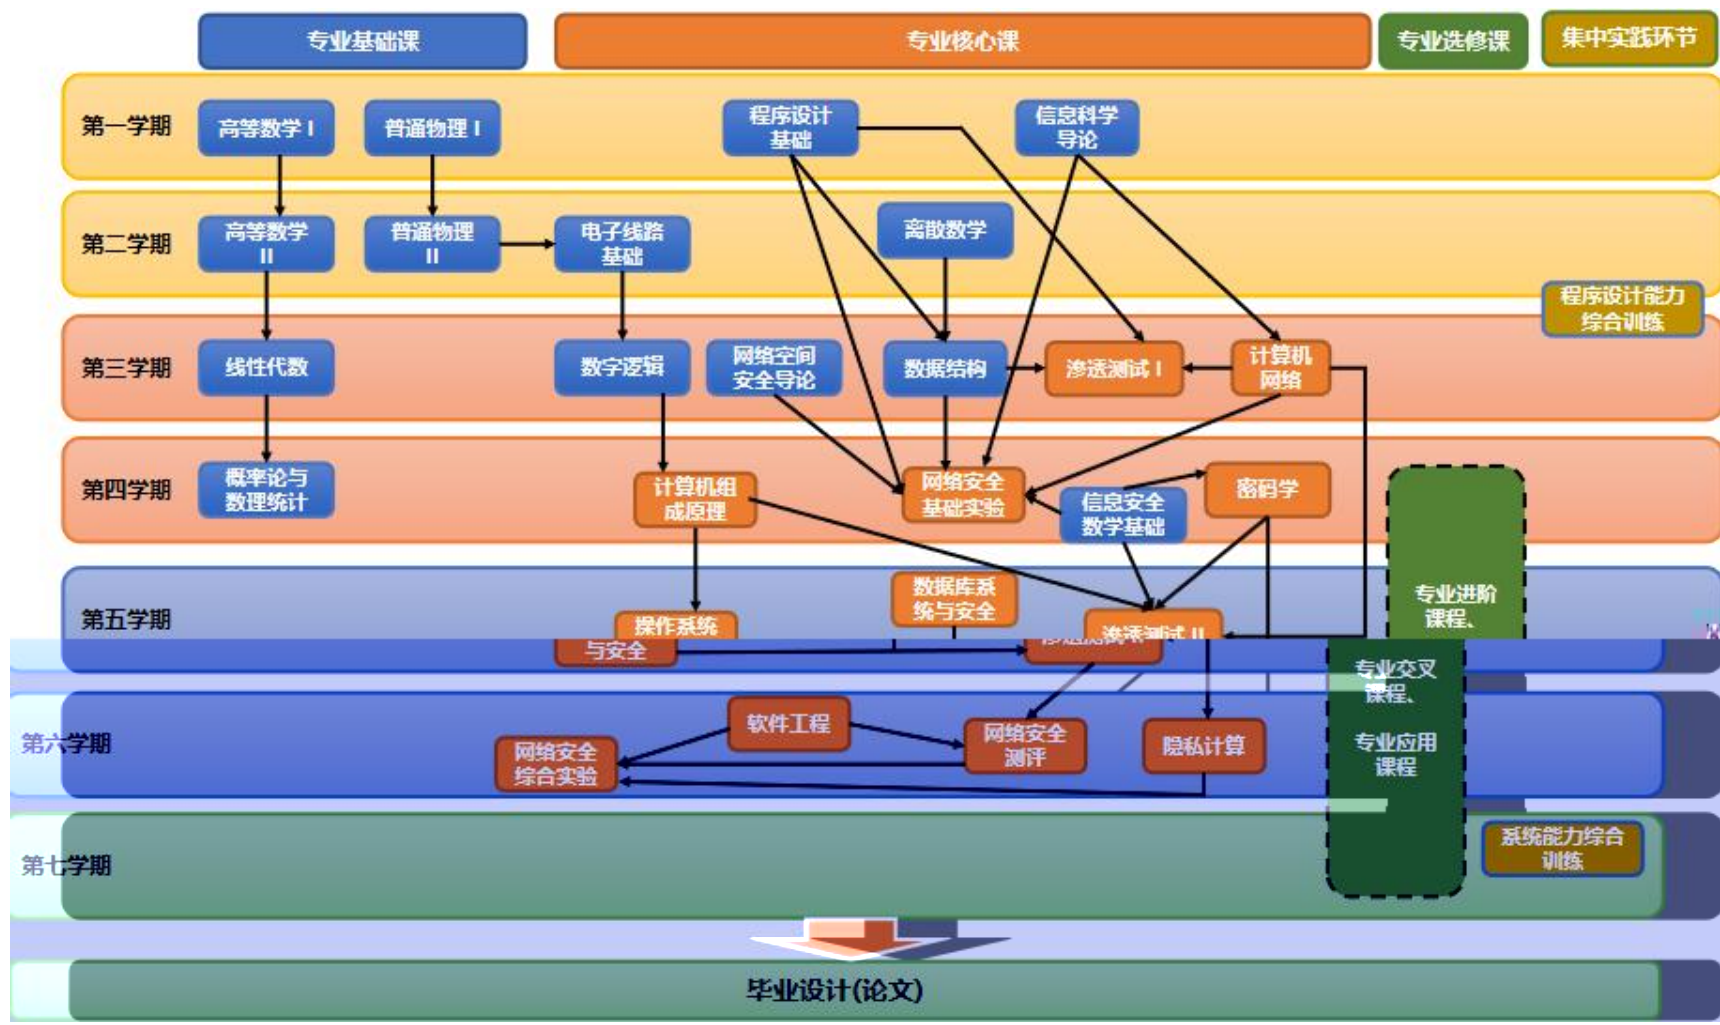 专业基础课
专业核心课
专业选修课
集中实践环节
第一学期
高等数学 I
普通物理 I
程序设计
基础
信息科学
导论
第二学期
高等数学
II
普通物理
II
电子线路
基础
离散数学
程序设计能力
综合训练
第三学期
线性代数
数字逻辑
网络空间
安全导论
数据结构
渗透测试 I
计算机
网络
第四学期
概率论与
数理统计
计算机组
成原理
网络安全
基础实验
信息安全
数学基础
密码学
第五学期
操作系统
与安全
数据库系
统与安全
渗透测试 II
专业进阶
课程、
专业交叉
课程、
专业应用
课程
第六学期
网络安全
综合实验
软件工程
网络安全
测评
隐私计算
第七学期
系统能力综合
训练
毕业设计(论文)